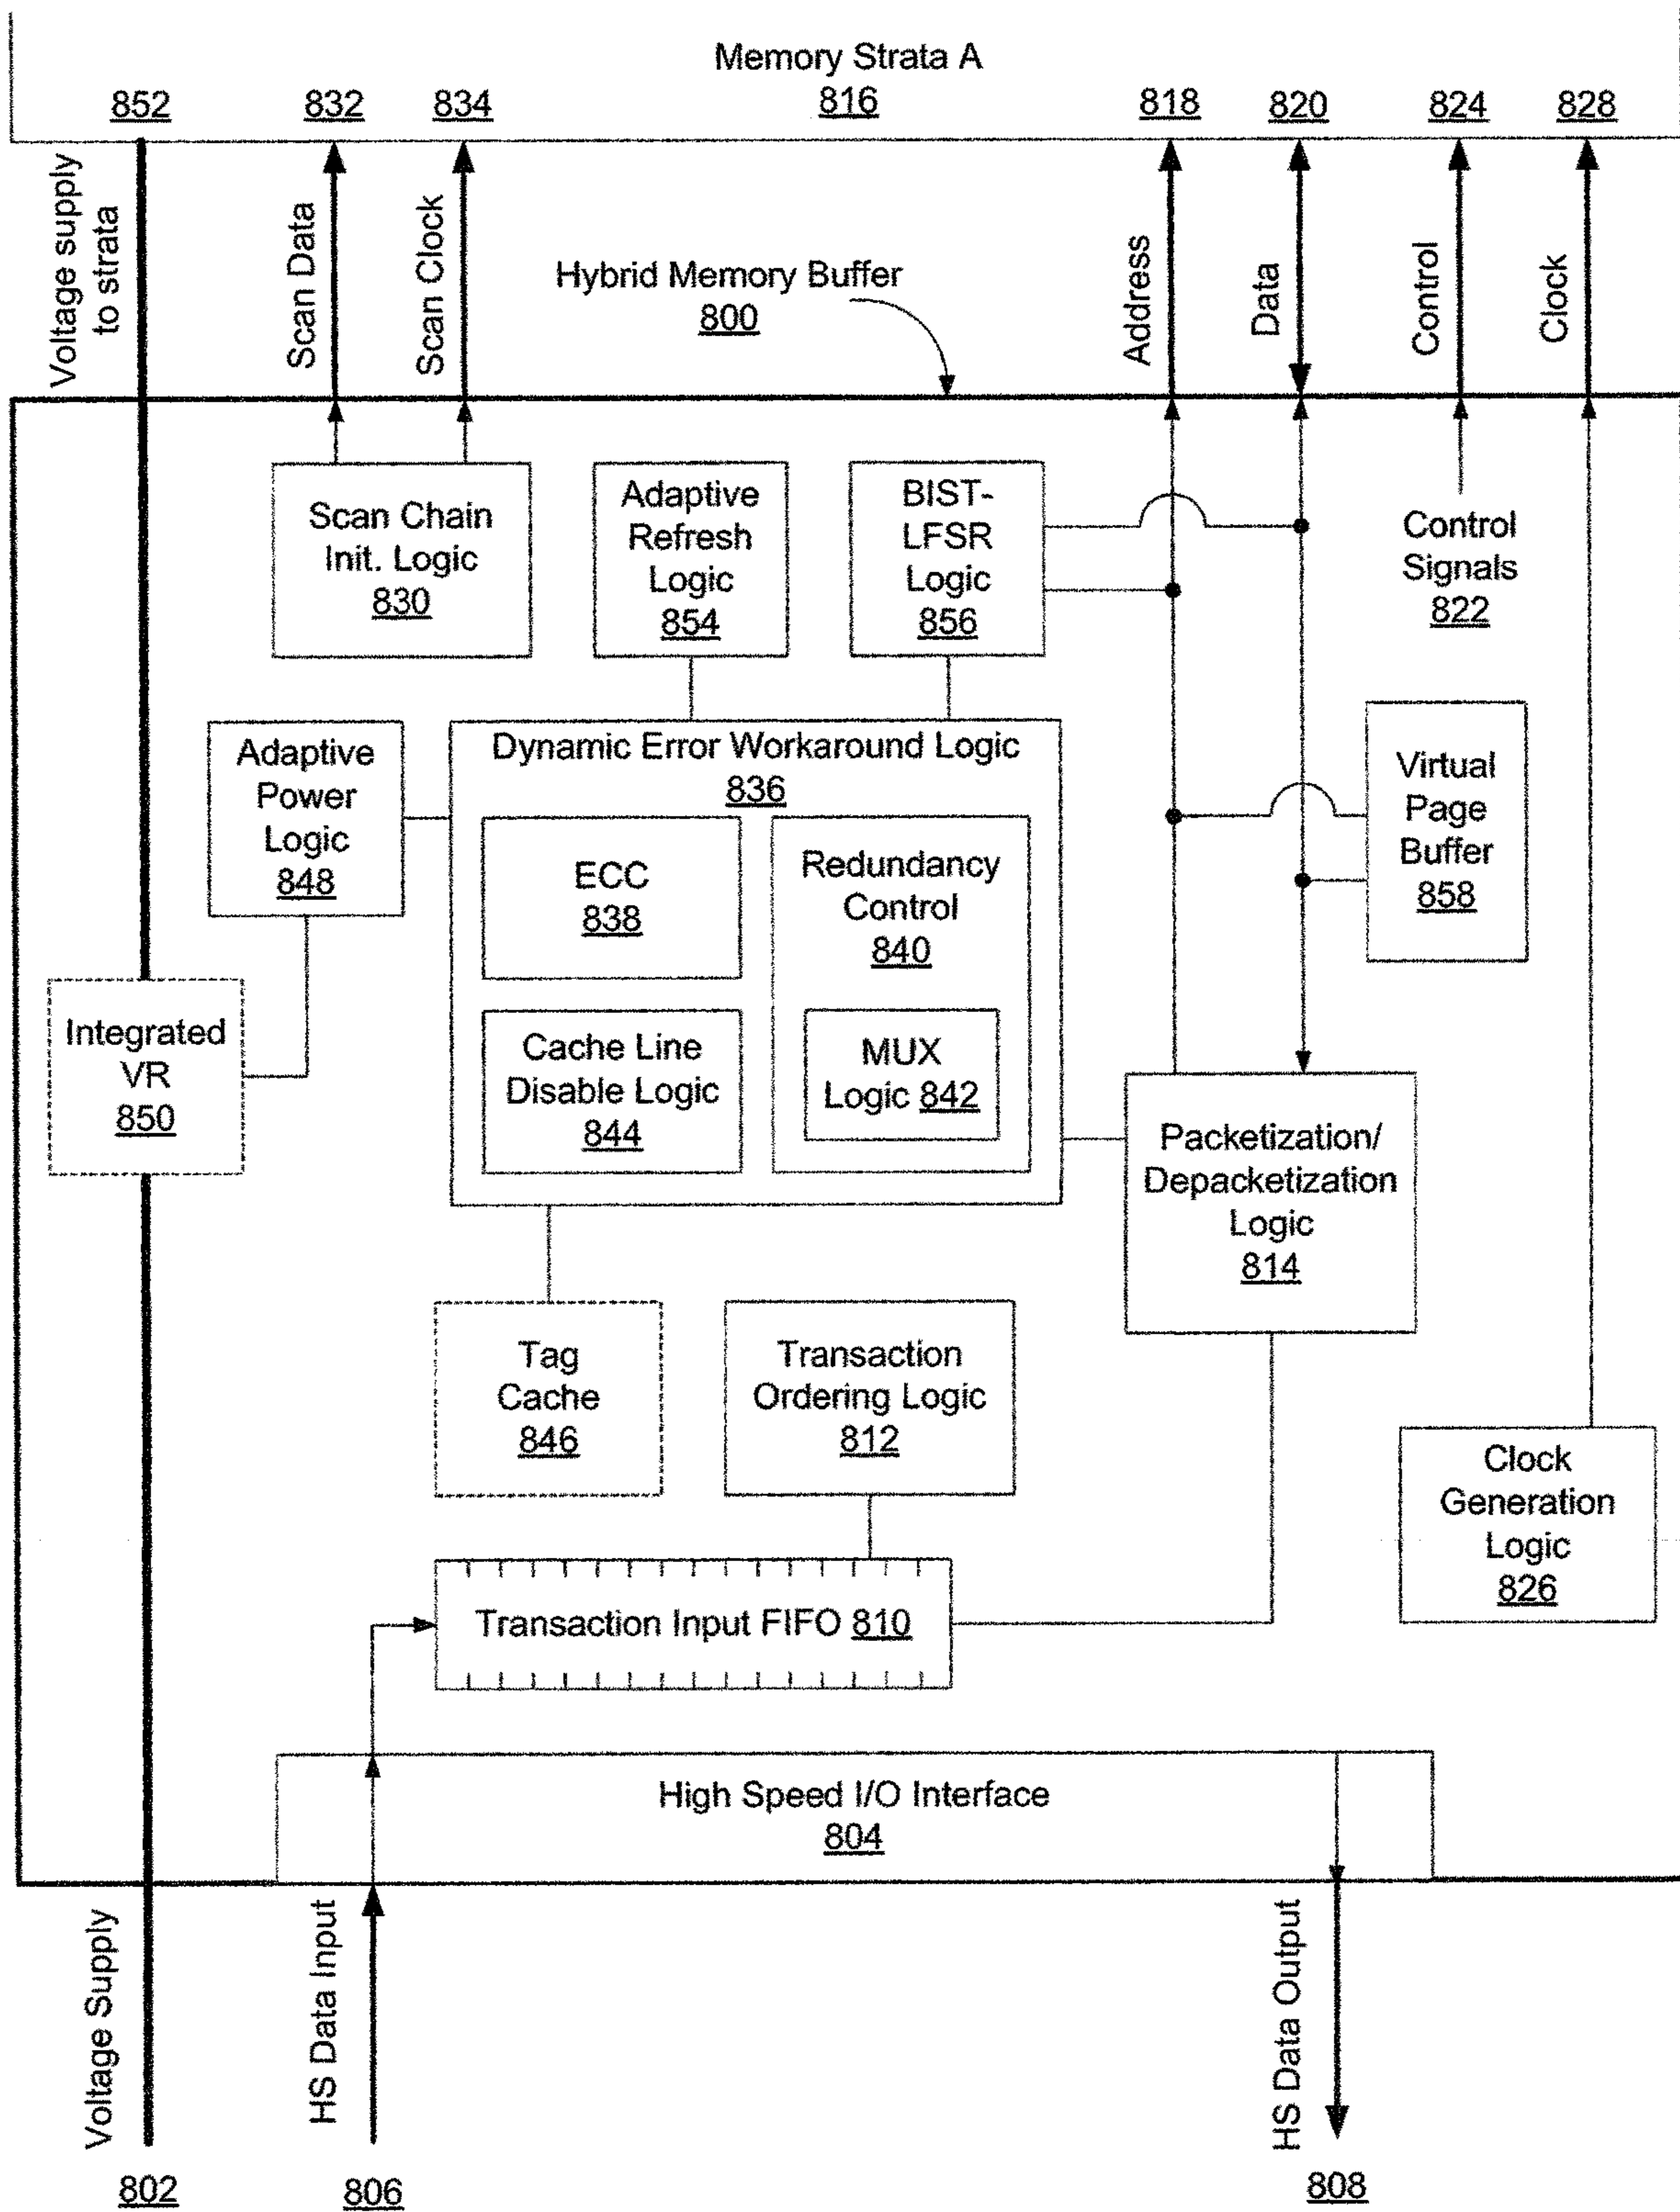 Memory Strata A
852
832
834
816
818
820
824
828
Voltage supply
to strata
Scan Data
Scan Clock
Hybrid Memory Buffer
800
Address
Data
Control
Clock
Scan Chain
Init. Logic
830
Adaptive
Refresh
Logic
854
BIST-
LFSR
Logic
856
Control
Signals
822
Adaptive
Power
Logic
848
Dynamic Error Workaround Logic
836
ECC
838
Redundancy
Control
840
Cache Line
Disable Logic
844
MUX
Logic 842
Virtual
Page
Buffer
858
Integrated
VR
850
Packetization/
Depacketization
Logic
814
Tag
Cache
846
Transaction
Ordering Logic
812
Clock
Generation
Logic
826
Transaction Input FIFO 810
High Speed I/O Interface
804
Voltage Supply
HS Data Input
HS Data Output
802
806
808